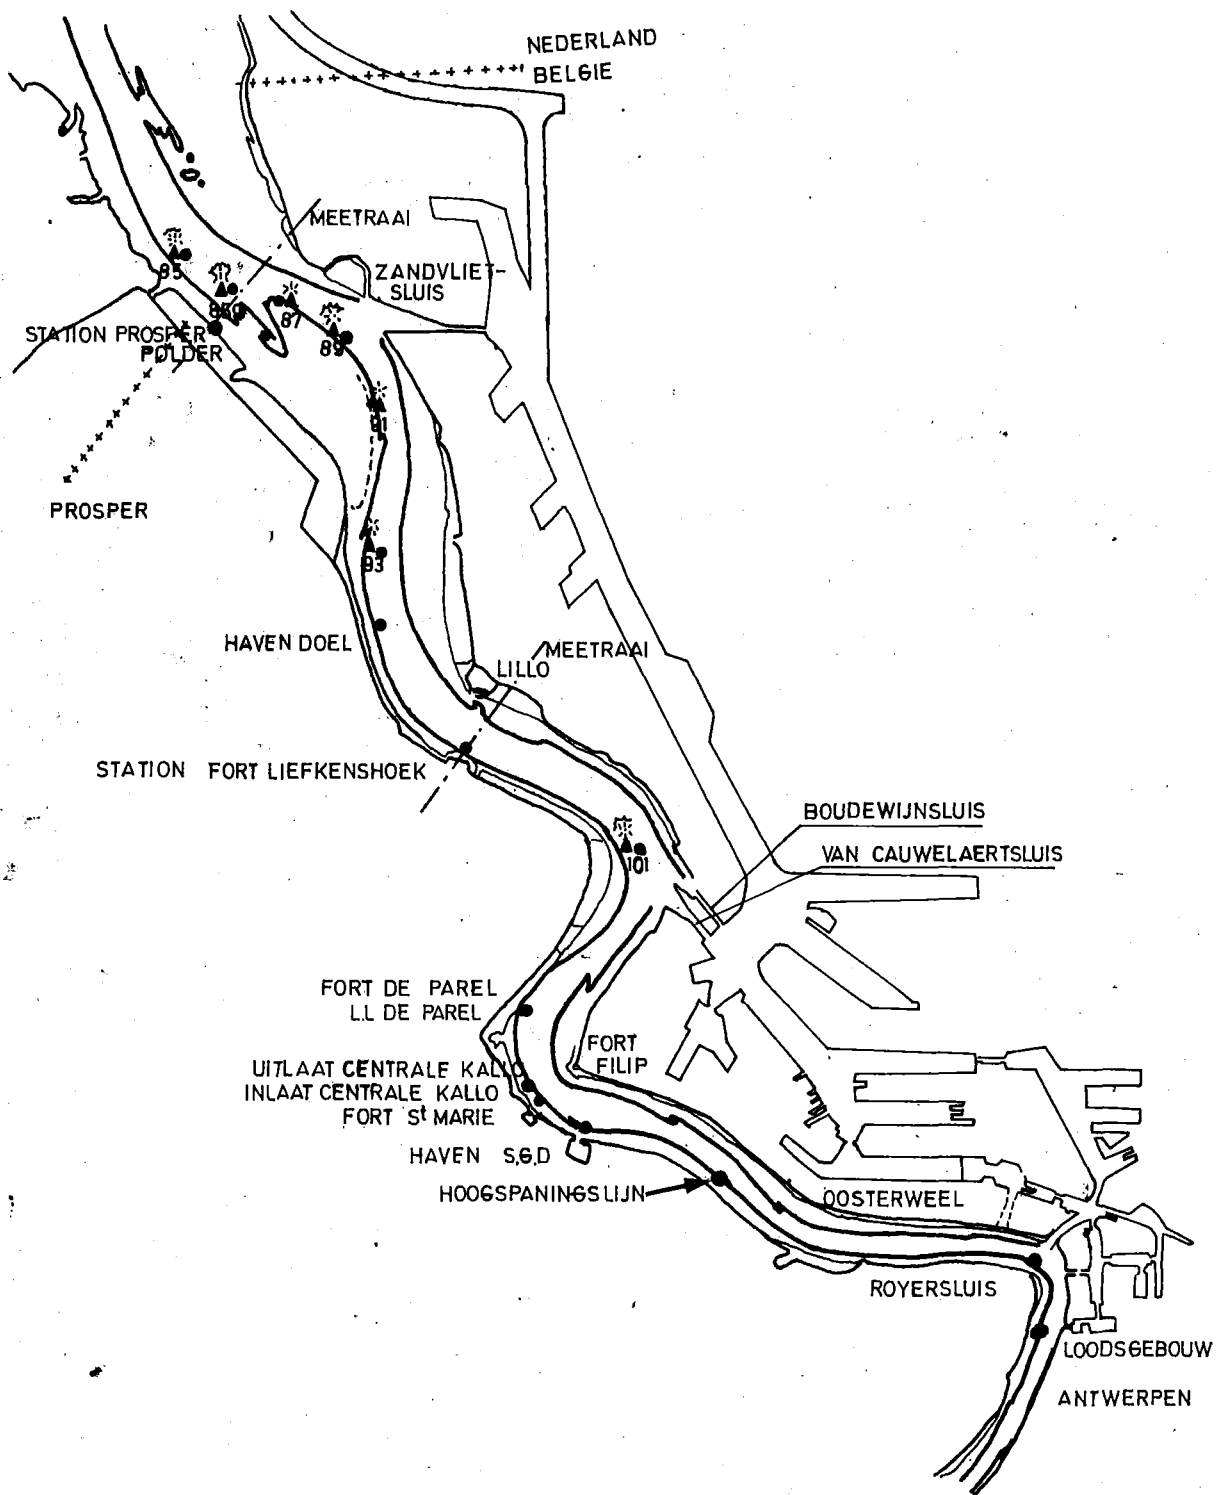 NEDERLAND
BELGIE
MEETRAAI
ZANDVLIET-
SLUIS
85
87
89
STATION PROSPER
POLDER
91
PROSPER
93
HAVEN DOEL
MEETRAAI
LILLO
STATION FORT LIEFKENSHOEK
BOUDEWIJNSLUIS
VAN CAUWELAERTSLUIS
101
FORT DE PAREL
L.L DE PAREL
FORT
FILIP
UITLAAT CENTRALE KALLO
INLAAT CENTRALE KALLO
FORT St MARIE
HAVEN S.G.D
HOOGSPANINGSLIJN
OOSTERWEEL
ROYERSLUIS
LOODSGEBOUW
ANTWERPEN